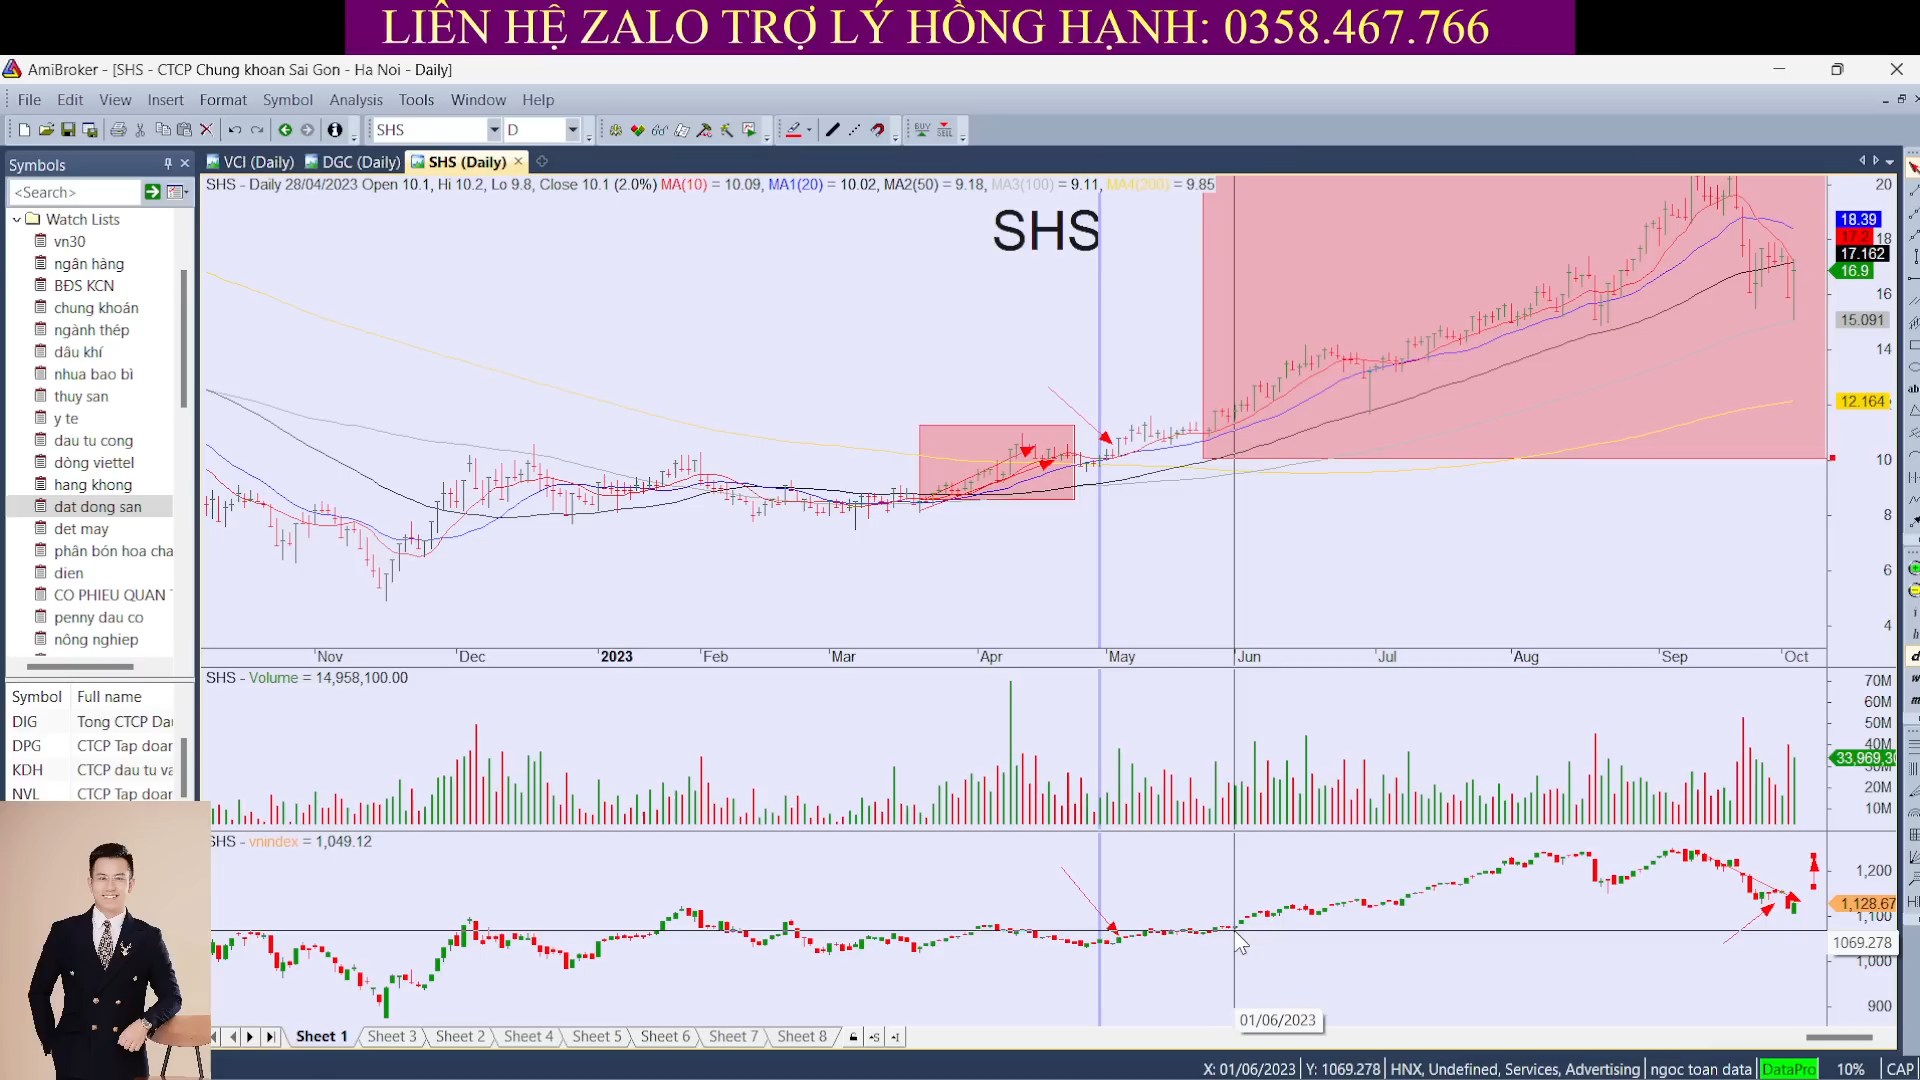 LIÊN HỆ ZALO TRỢ LÝ HỒNG HẠNH: 0358.467.766
AmiBroker - [SHS - CTCP Chung khoan Sai Gon - Ha Noi - Daily]
File Edit View Insert Format Symbol Analysis Tools Window Help
SHS D BUY SELL
Symbols
<Search>
VCI (Daily) DGC (Daily) SHS (Daily)
SHS - Daily 28/04/2023 Open 10.1, Hi 10.2, Lo 9.8, Close 10.1 (2.0%) MA(10) = 10.09, MA1(20) = 10.02, MA2(50) = 9.18, MA3(100) = 9.11, MA4(200) = 9.85
SHS
Watch Lists
vn30
ngân hàng
BĐS KCN
chung khoán
ngành thép
dầu khí
nhua bao bì
thuy san
y te
dau tu cong
dòng viettel
hang khong
dat dong san
det may
phân bón hoa cha
dien
CO PHIEU QUAN
penny dau co
nông nghiep
20
18.39
17.2
18
17.162
16.9
16
15.091
14
12.164
10
8
6
4
Nov Dec 2023 Feb Mar Apr May Jun Jul Aug Sep Oct
Symbol Full name
DIG Tong CTCP Da
DPG CTCP Tap doar
KDH CTCP dau tu va
NVL CTCP Tap doar
SHS - Volume = 14,958,100.00
70M
60M
50M
40M
33,969,30
30M
20M
10M
SHS - vnindex = 1,049.12
1,200
1,128.67
1,100
1069.278
1,000
900
01/06/2023
Sheet 1 Sheet 3 Sheet 2 Sheet 4 Sheet 5 Sheet 6 Sheet 7 Sheet 8
X: 01/06/2023 Y: 1069.278 HNX, Undefined, Services, Advertising ngoc toan data DataPro 10% CAP